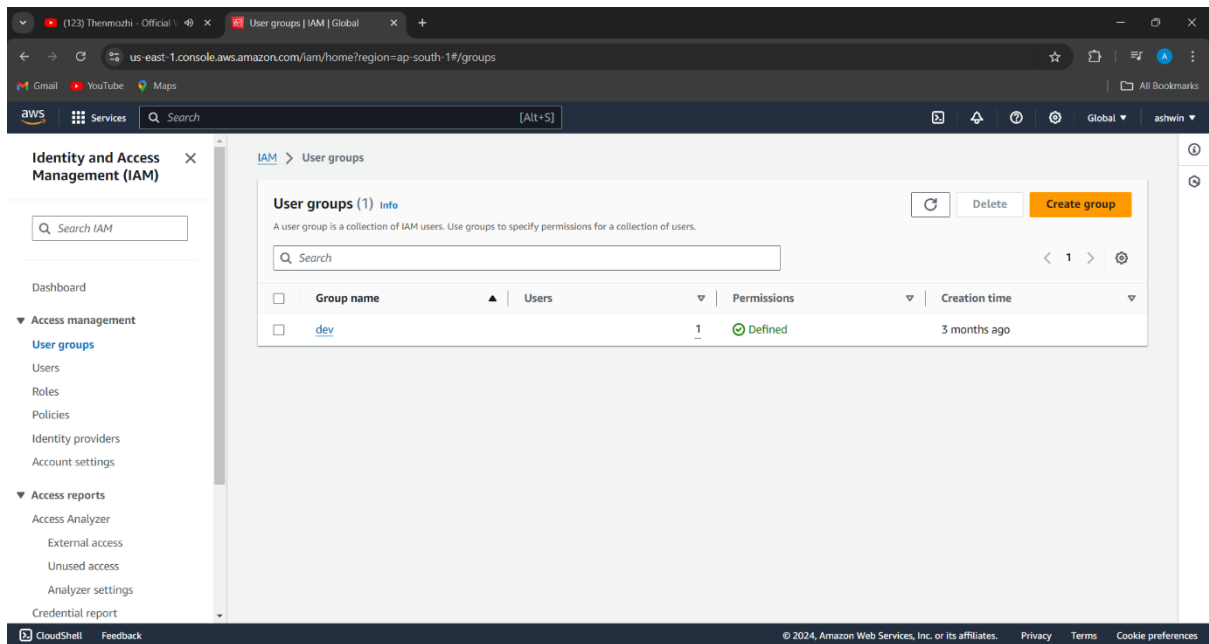 (123) Thenmozhi - Official V
User groups | IAM | Global
us-east-1.console.aws.amazon.com/iam/home?region=ap-south-1#/groups
A
Gmail YouTube Maps
All Bookmarks
aws Services Search [Alt+S] Global ashwin
Identity and Access
Management (IAM)
Search IAM
Dashboard
Access management
User groups
Users
Roles
Policies
Identity providers
Account settings
Access reports
Access Analyzer
External access
Unused access
Analyzer settings
Credential report
IAM > User groups
User groups (1) Info
Delete Create group
A user group is a collection of IAM users. Use groups to specify permissions for a collection of users.
Search
1
Group name Users Permissions Creation time
dev 1 Defined 3 months ago
CloudShell Feedback © 2024, Amazon Web Services, Inc. or its affiliates. Privacy Terms Cookie preferences